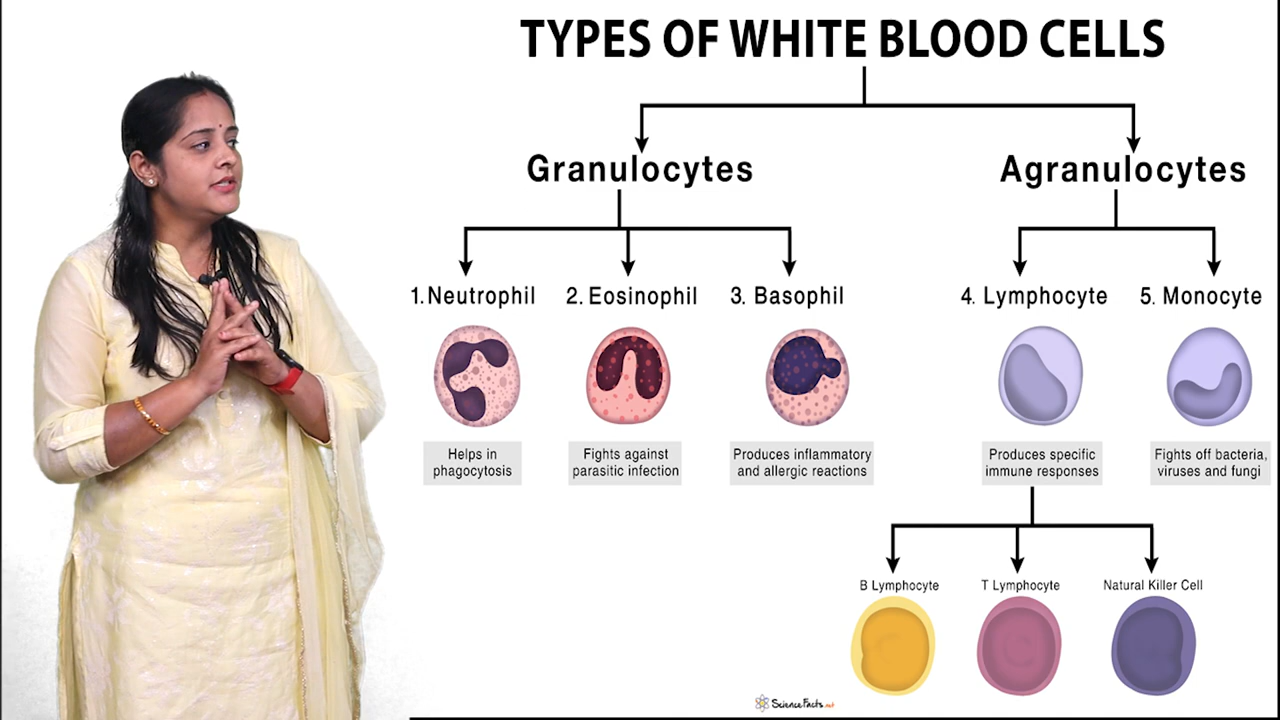 TYPES OF WHITE BLOOD CELLS
Granulocytes
Agranulocytes
1. Neutrophil
2. Eosinophil
3. Basophil
4. Lymphocyte
5. Monocyte
Helps in
phagocytosis
Fights against
parasitic infection
Produces inflammatory
and allergic reactions
Produces specific
immune responses
Fights off bacteria,
viruses and fungi
B Lymphocyte
T Lymphocyte
Natural Killer Cell
ScienceFacts.net